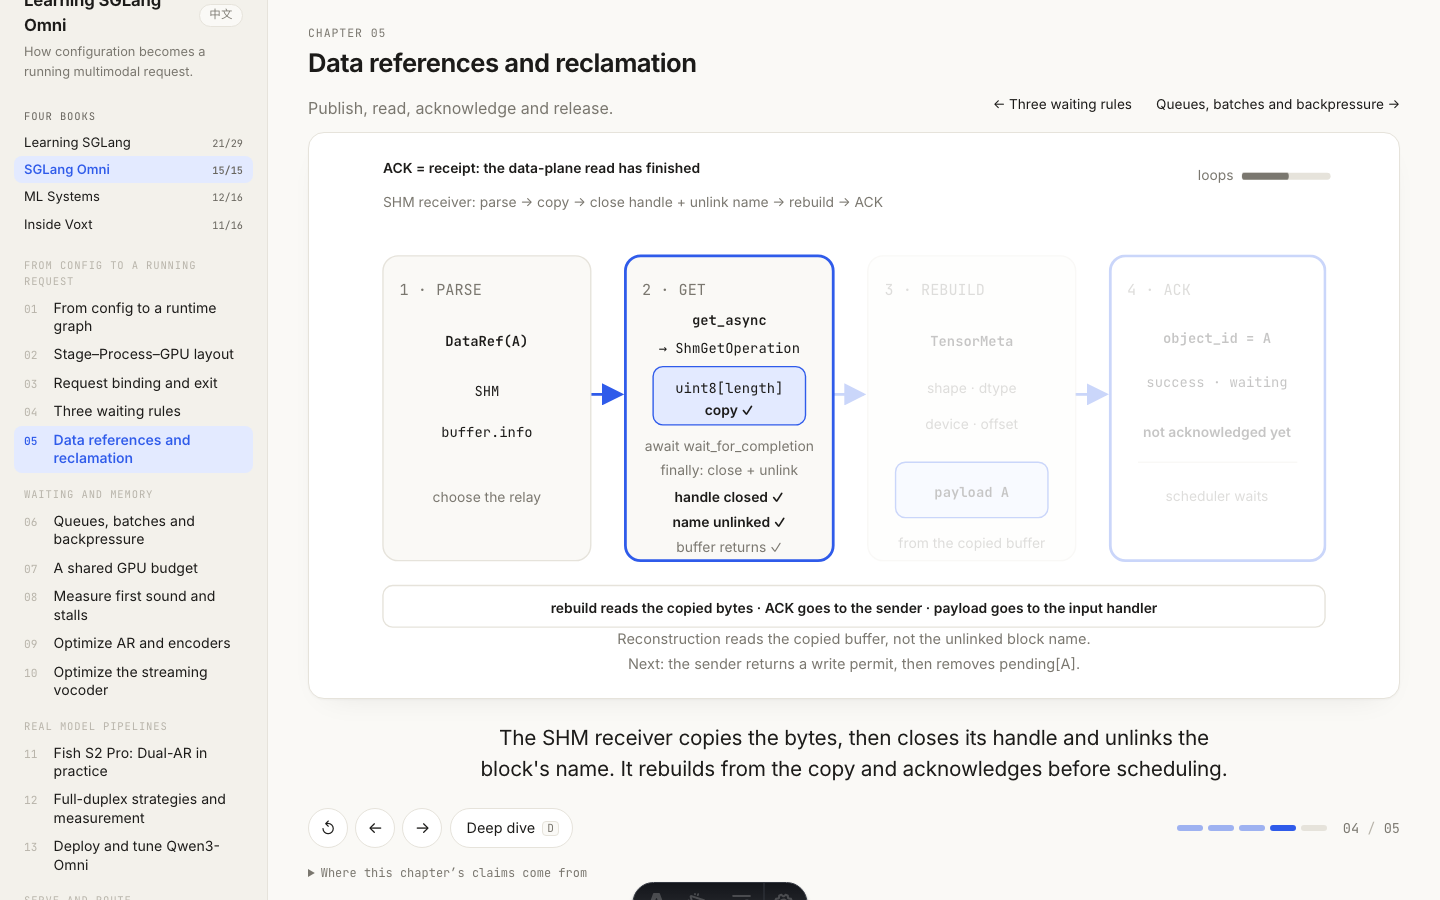 Learning SGLang
Omni
中文
How configuration becomes a
running multimodal request.
FOUR BOOKS
Learning SGLang 21/29
SGLang Omni 15/15
ML Systems 12/16
Inside Voxt 11/16
FROM CONFIG TO A RUNNING
REQUEST
01 From config to a runtime
graph
02 Stage–Process–GPU layout
03 Request binding and exit
04 Three waiting rules
05 Data references and
reclamation
WAITING AND MEMORY
06 Queues, batches and
backpressure
07 A shared GPU budget
08 Measure first sound and
stalls
09 Optimize AR and encoders
10 Optimize the streaming
vocoder
REAL MODEL PIPELINES
11 Fish S2 Pro: Dual-AR in
practice
12 Full-duplex strategies and
measurement
13 Deploy and tune Qwen3-
Omni
SERVE AND ROUTE
CHAPTER 05
Data references and reclamation
Publish, read, acknowledge and release.
← Three waiting rules
Queues, batches and backpressure →
ACK = receipt: the data-plane read has finished
loops
SHM receiver: parse → copy → close handle + unlink name → rebuild → ACK
1 · PARSE
DataRef(A)
SHM
buffer.info
choose the relay
2 · GET
get_async
→ ShmGetOperation
uint8[length]
copy ✓
await wait_for_completion
finally: close + unlink
handle closed ✓
name unlinked ✓
buffer returns ✓
3 · REBUILD
TensorMeta
shape · dtype
device · offset
payload A
from the copied buffer
4 · ACK
object_id = A
success · waiting
not acknowledged yet
scheduler waits
rebuild reads the copied bytes · ACK goes to the sender · payload goes to the input handler
Reconstruction reads the copied buffer, not the unlinked block name.
Next: the sender returns a write permit, then removes pending[A].
The SHM receiver copies the bytes, then closes its handle and unlinks the
block's name. It rebuilds from the copy and acknowledges before scheduling.
Deep dive D
04 / 05
▶ Where this chapter's claims come from